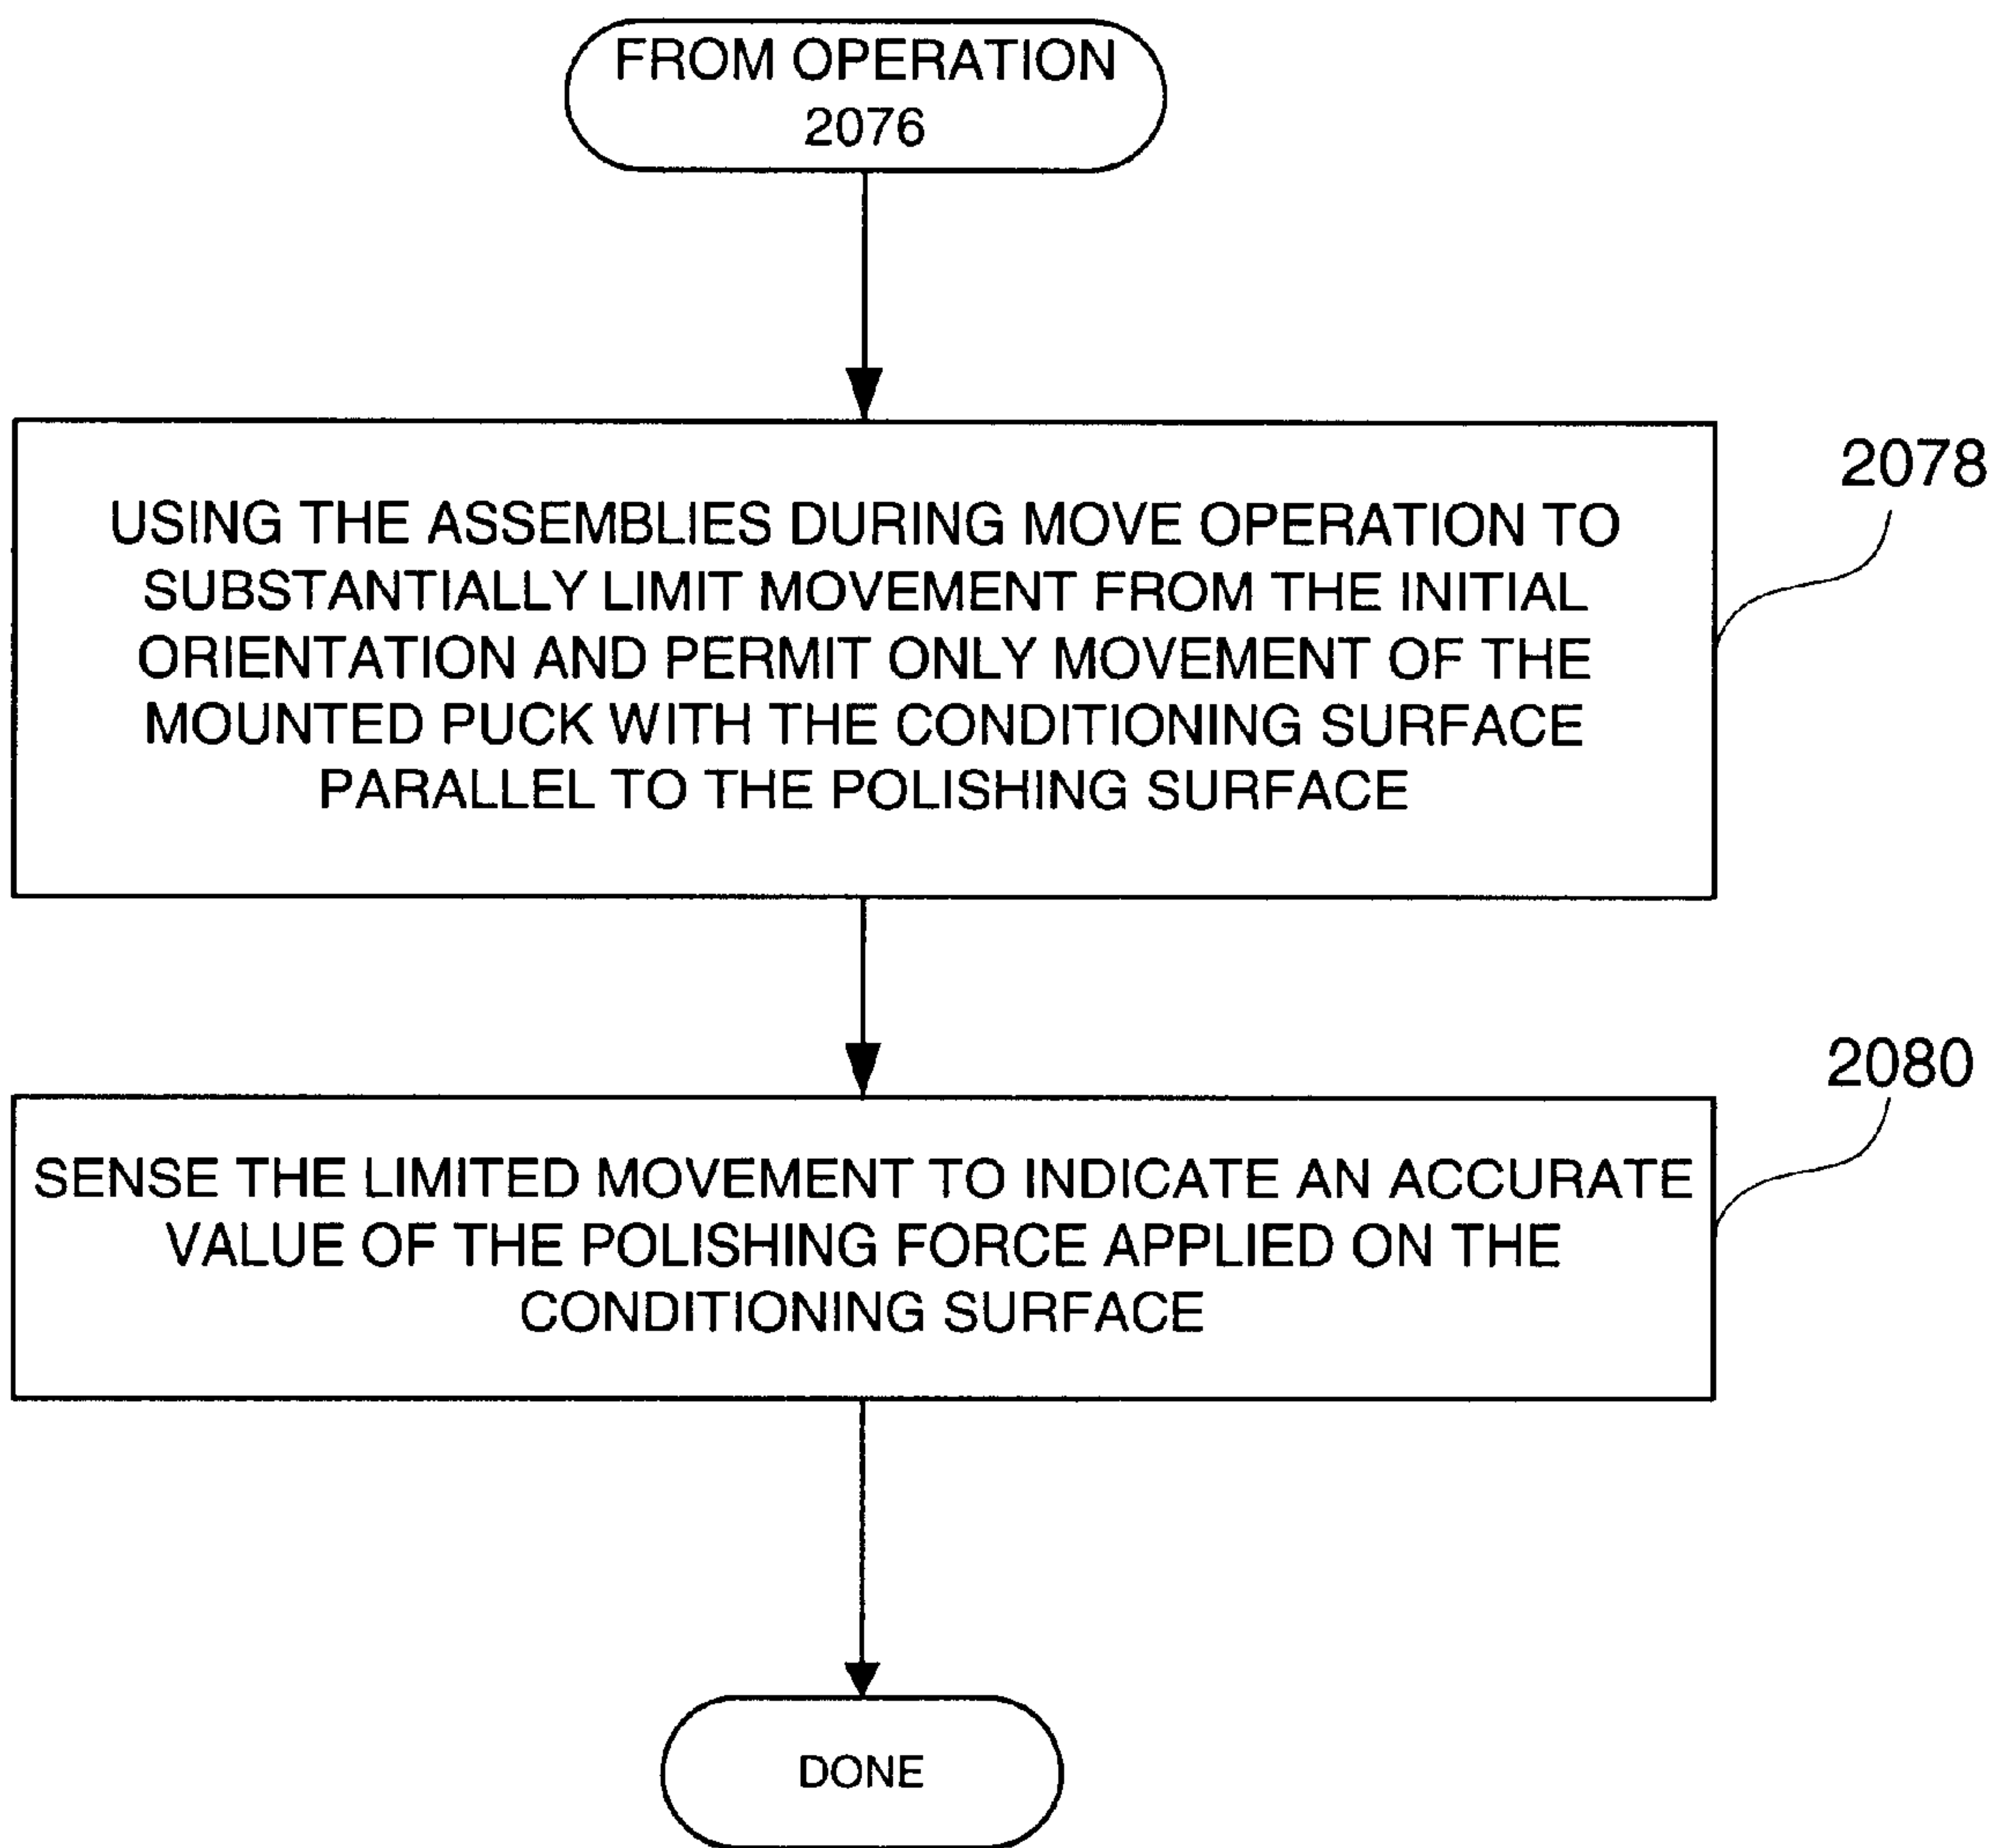 FROM OPERATION
2076
2078
USING THE ASSEMBLIES DURING MOVE OPERATION TO
SUBSTANTIALLY LIMIT MOVEMENT FROM THE INITIAL
ORIENTATION AND PERMIT ONLY MOVEMENT OF THE
MOUNTED PUCK WITH THE CONDITIONING SURFACE
PARALLEL TO THE POLISHING SURFACE
2080
SENSE THE LIMITED MOVEMENT TO INDICATE AN ACCURATE
VALUE OF THE POLISHING FORCE APPLIED ON THE
CONDITIONING SURFACE
DONE